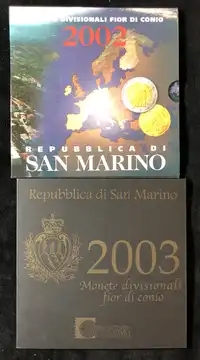 DIVISIONALI FIOR DI CONIO
2002
REPUBBLICA DI
SAN MARINO
Repubblica di San Marino
2003
Monete divisionali
fior di conio